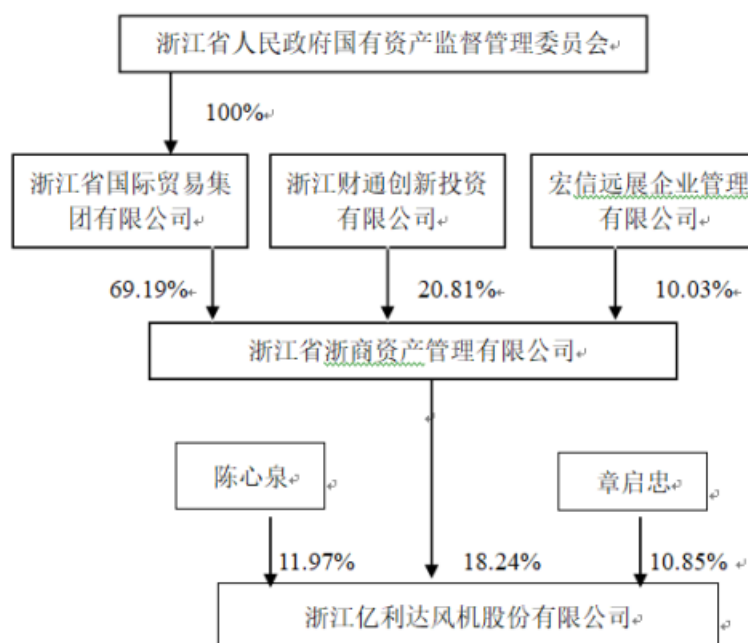 浙江省人民政府国有资产监督管理委员会
100%
浙江省国际贸易集
团有限公司
浙江财通创新投资
有限公司
宏信远展企业管理
有限公司
69.19%
20.81%
10.03%
浙江省浙商资产管理有限公司
陈心泉
章启忠
11.97%
18.24%
10.85%
浙江亿利达风机股份有限公司